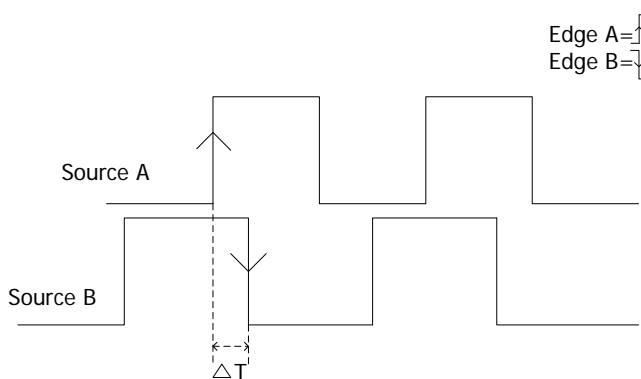 Edge A=
Edge B=
Source A
Source B
△T